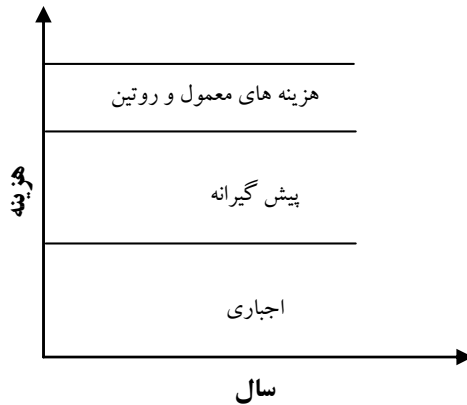 هزینه های معمول و روتین
پیش گیرانه
هزینه
اجباری
سال